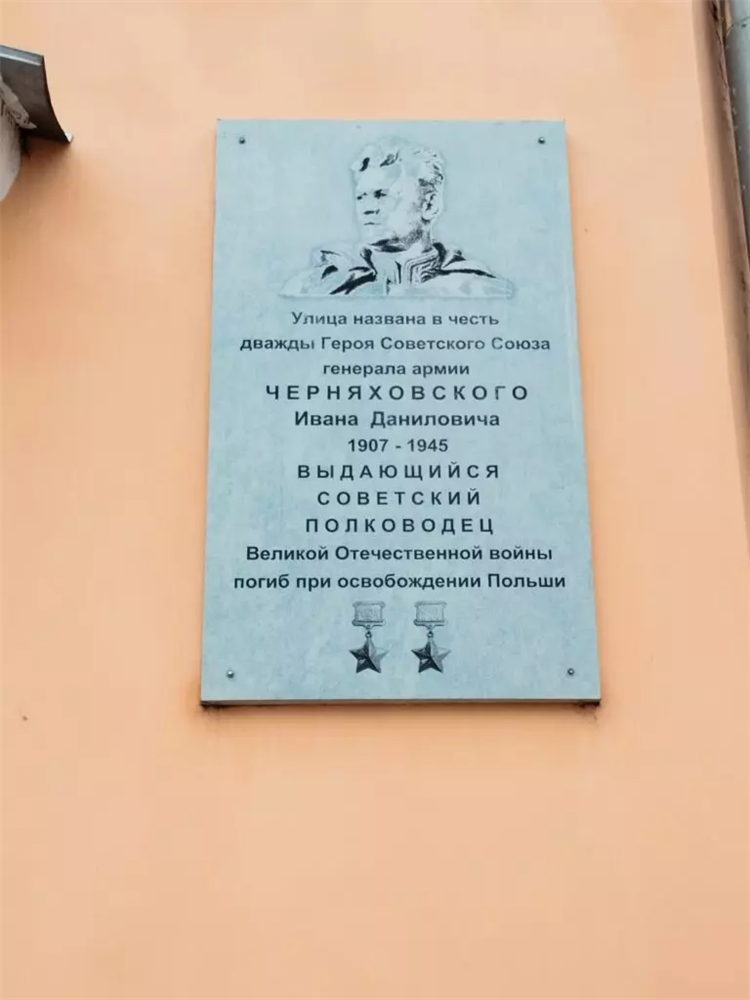 Улица названа в честь
дважды Героя Советского Союза
генерала армии
ЧЕРНЯХОВСКОГО
Ивана Даниловича
1907 - 1945
ВЫДАЮЩИЙСЯ
СОВЕТСКИЙ
ПОЛКОВОДЕЦ
Великой Отечественной войны
погиб при освобождении Польши